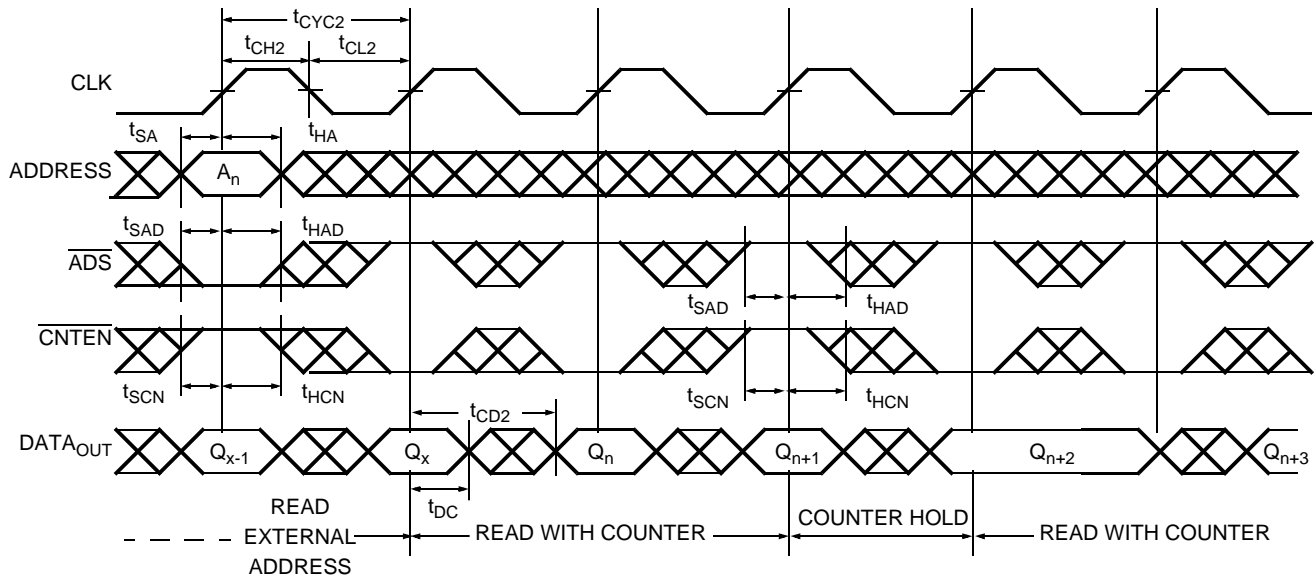 tCYC2
tCH2 tCL2
CLK
tSA tHA
ADDRESS An
tSAD tHAD
ADS
tSAD tHAD
CNTEN
tSCN tHCN tSCN tHCN
tCD2
DATAOUT Qx-1 Qx Qn Qn+1 Qn+2 Qn+3
tDC
READ
EXTERNAL
ADDRESS
READ WITH COUNTER COUNTER HOLD READ WITH COUNTER